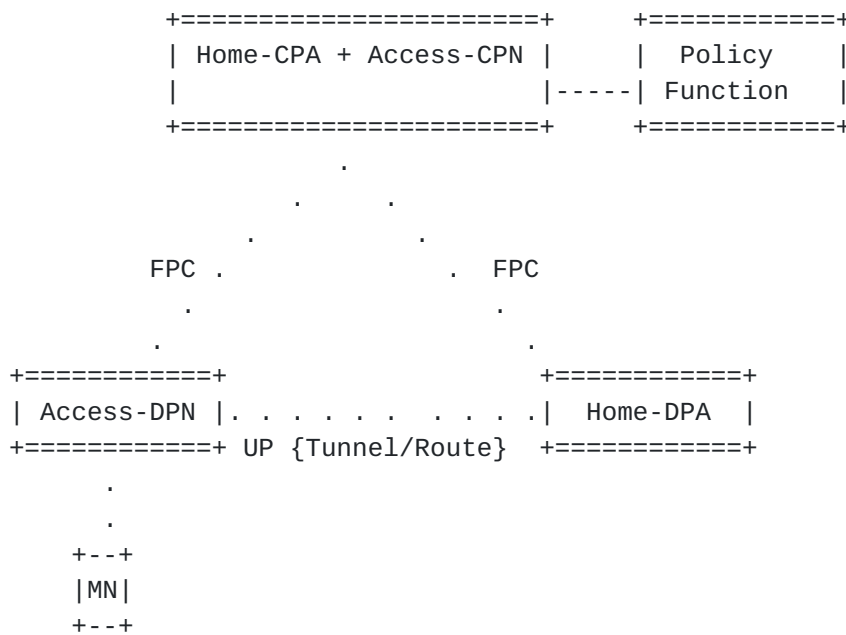 Home-CPA + Access-CPN Policy
----- Function
FPC FPC
Access-DPN Home-DPA
UP {Tunnel/Route}
MN